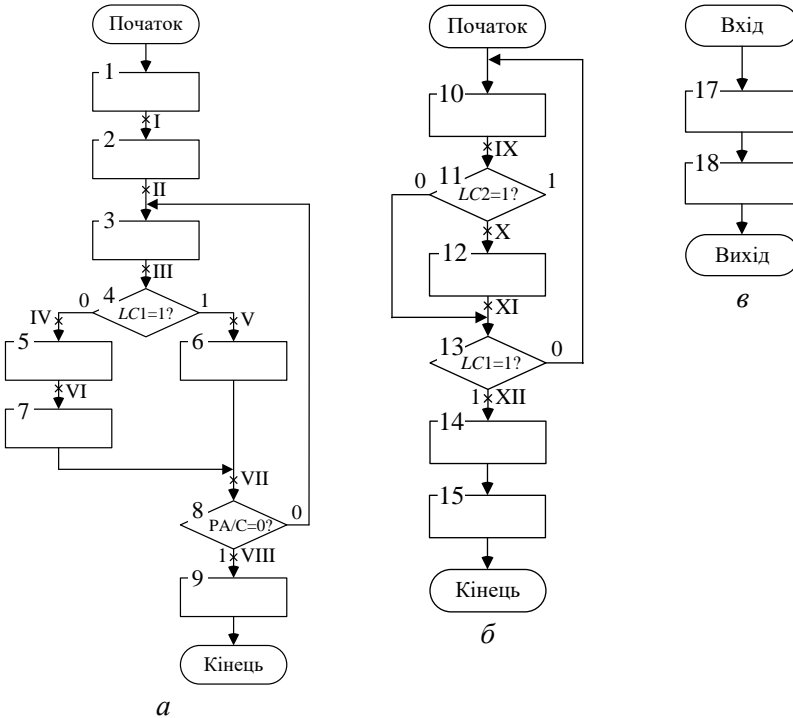 Початок
1
I
2
II
3
III
4
LC1=1?
0
1
IV
V
5
6
VI
7
VII
8
PA/C=0?
0
1
VIII
9
Кінець
а
Початок
10
IX
11
LC2=1?
0
1
X
12
XI
13
LC1=1?
0
1
XII
14
15
Кінець
б
Вхід
17
18
Вихід
в